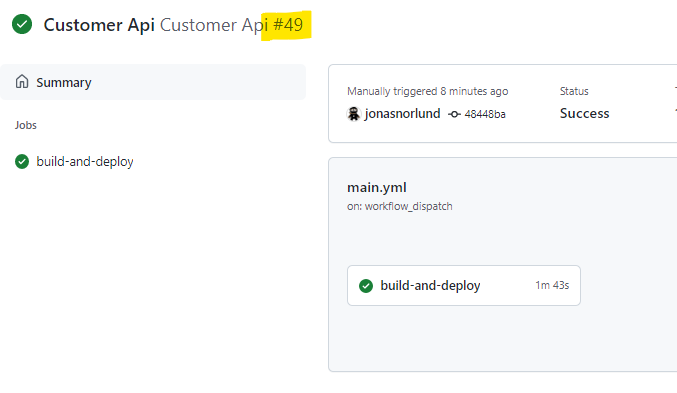 Customer Api Customer Api #49
Summary
Jobs
build-and-deploy
Manually triggered 8 minutes ago
jonasnorlund 48448ba
Status
Success
main.yml
on: workflow_dispatch
build-and-deploy 1m 43s